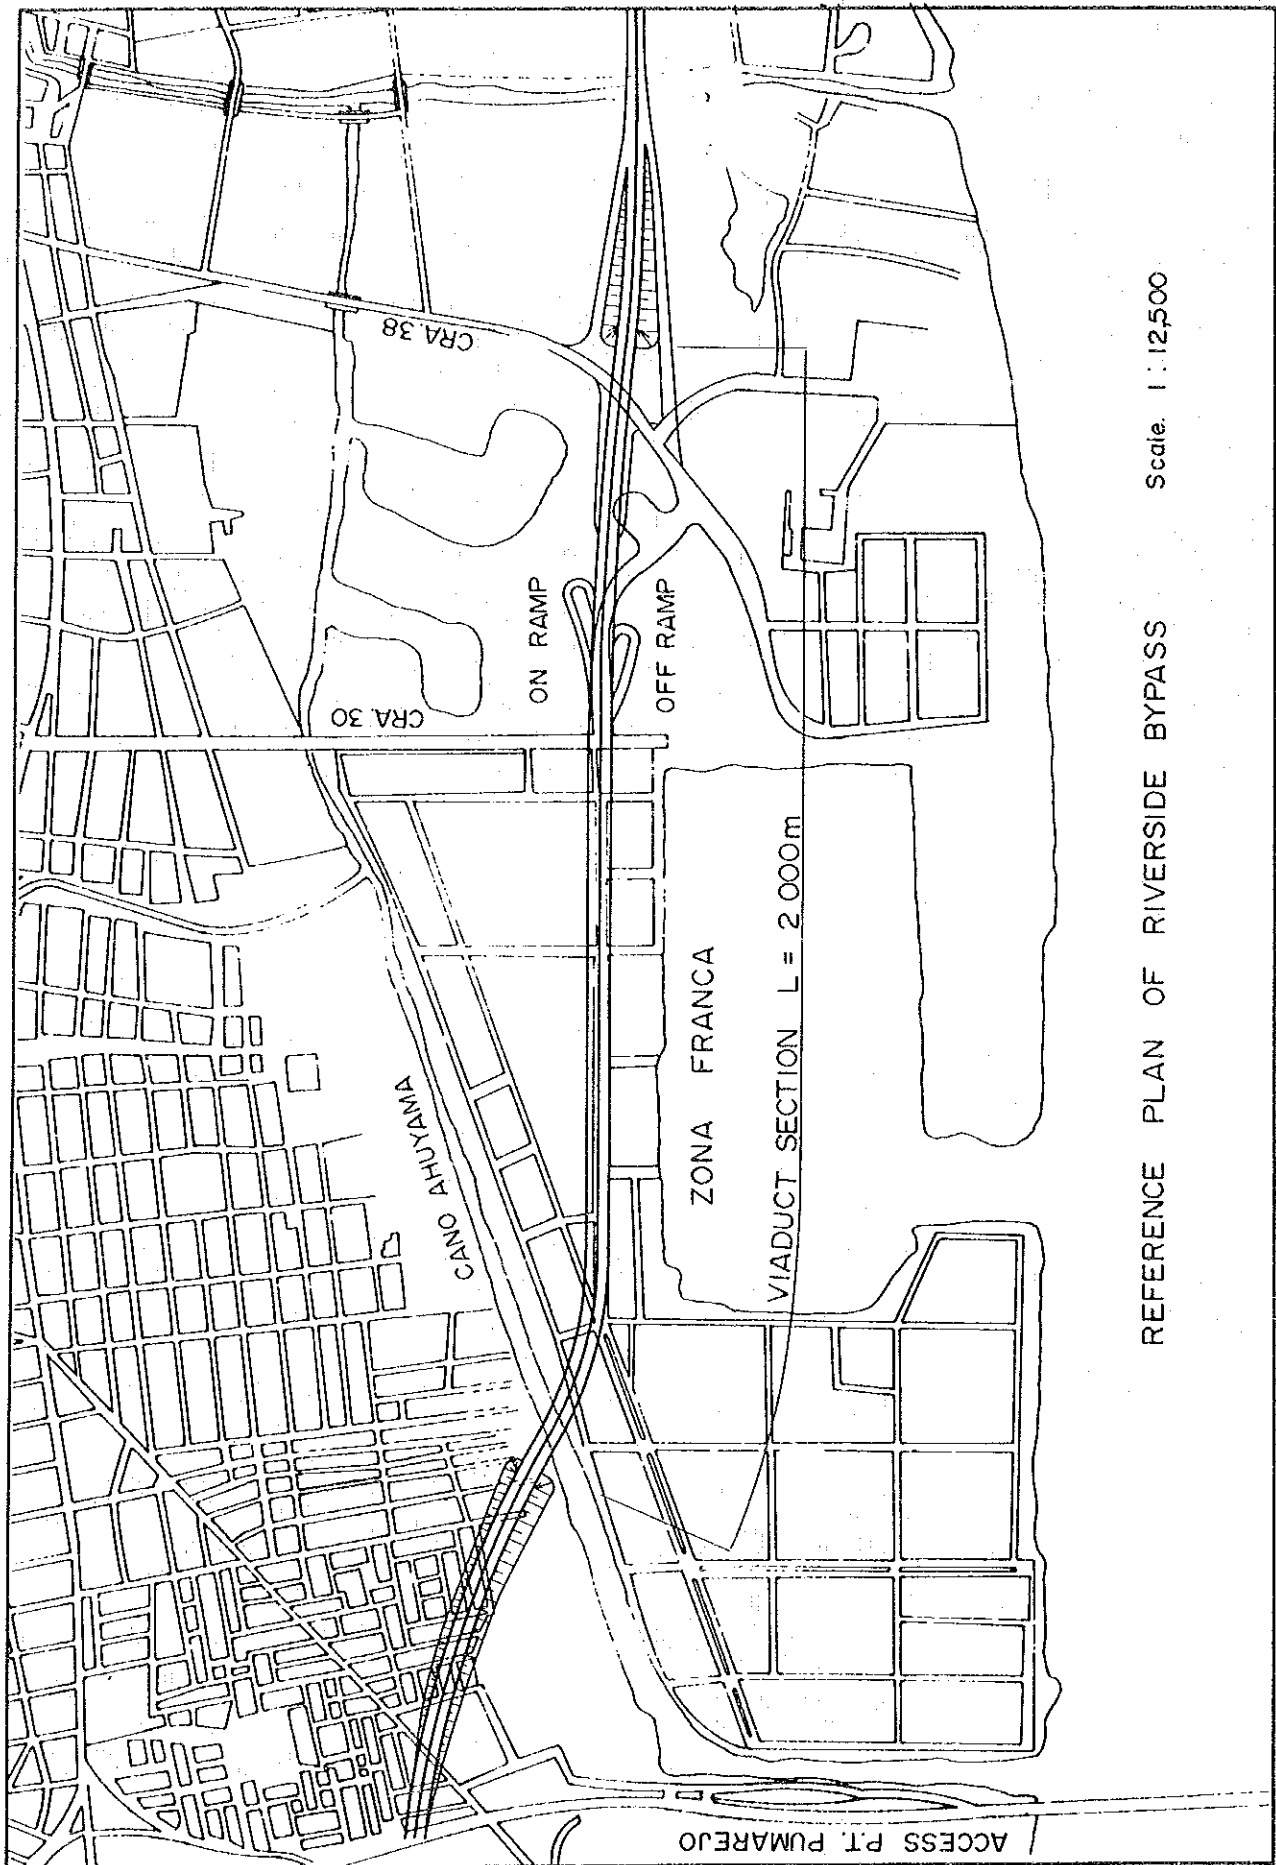 CRA. 38
ON RAMP
OFF RAMP
CRA. 30
CANO AHUYAMA
ZONA FRANCA
VIADUCT SECTION L = 2 000m
ACCESS P.T. PUMAREJO
REFERENCE PLAN OF RIVERSIDE BYPASS
Scale. 1 : 12,500